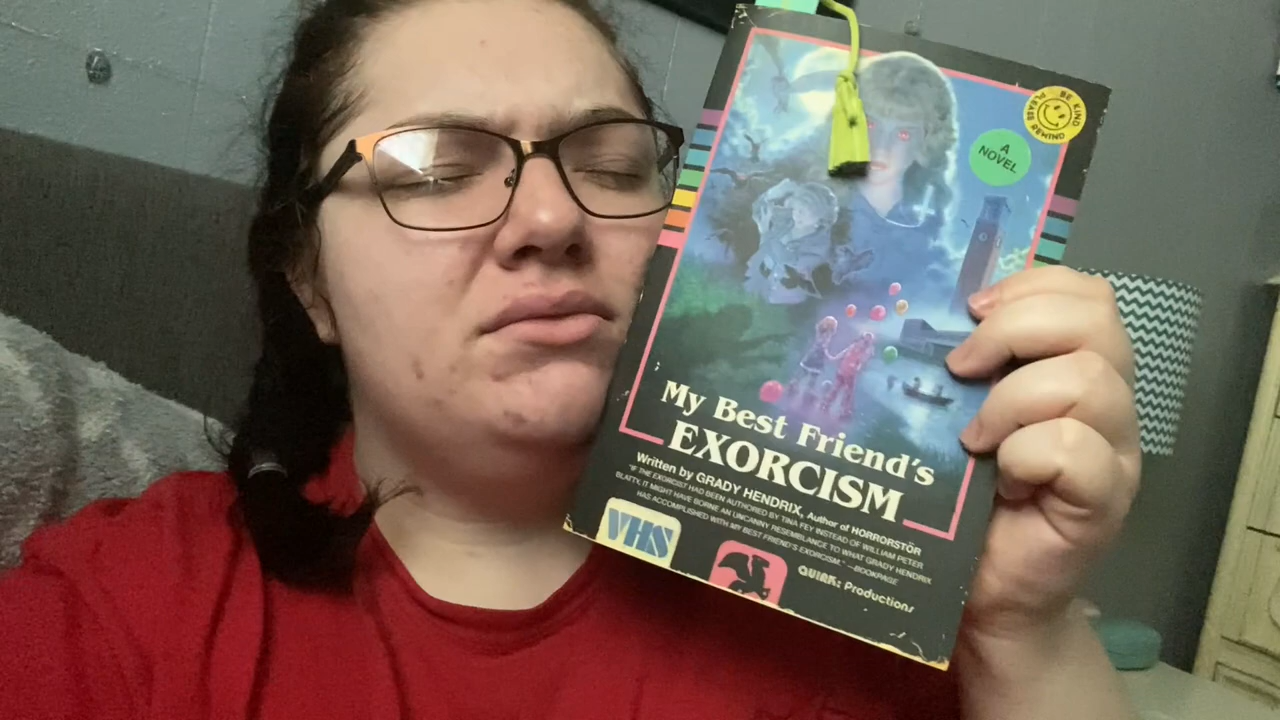 PLEASE BE KIND REWIND
A
NOVEL
My Best Friend's
EXORCISM
Written by GRADY HENDRIX, Author of HORRORSTÖR
"IF THE EXORCIST HAD BEEN AUTHORED BY TINA FEY INSTEAD OF WILLIAM PETER
BLATTY, IT MIGHT HAVE BORNE AN UNCANNY RESEMBLANCE TO WHAT GRADY HENDRIX
HAS ACCOMPLISHED WITH MY BEST FRIEND'S EXORCISM." —BOOKPAGE
VHS
QUIRK: Productions